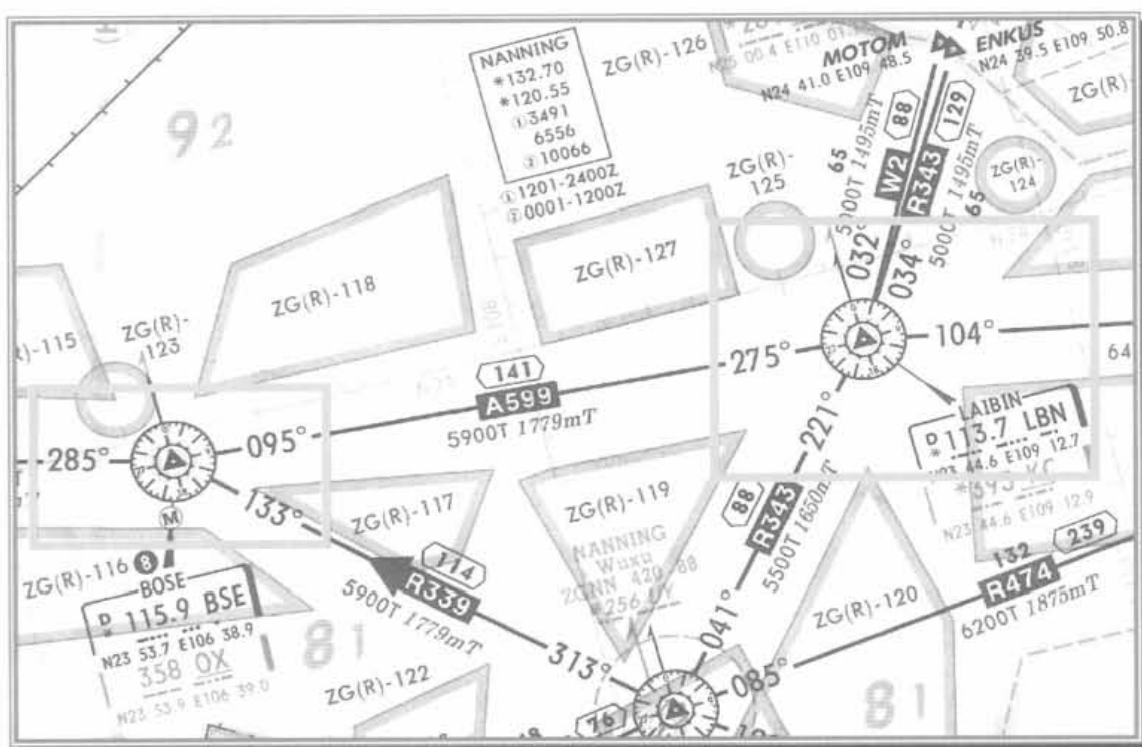 92
NANNING
*132.70
*120.55
①3491
6556
②10066
①1201-2400Z
②0001-1200Z
ZG(R)-126
MOTOM
N24 41.0 E109 48.5
ENKUS
N24 39.5 E109 50.8
88
W2
65
5900T 1495mT
032°
129
R343
65
5000T 1495mT
034°
ZG(R)-
124
ZG(R)-
125
ZG(R)-127
ZG(R)-118
ZG(R)-
123
285°
095°
141
A599
5900T 1779mT
275°
104°
64
LAIBIN
D
* 113.7 LBN
N23 44.6 E109 12.7
N23 44.6 E109 12.9
221°
88
R343
5500T 1650mT
041°
133°
114
R339
5900T 1779mT
313°
ZG(R)-117
ZG(R)-119
NANNING
Wuxu
M
ZG(R)-116
8
BOSE
D
115.9 BSE
N23 53.7 E106 38.9
358 OX
N23 53.9 E106 39.0
81
ZG(R)-122
ZG(R)-120
132
239
R474
6200T 1875mT
085°
76
81